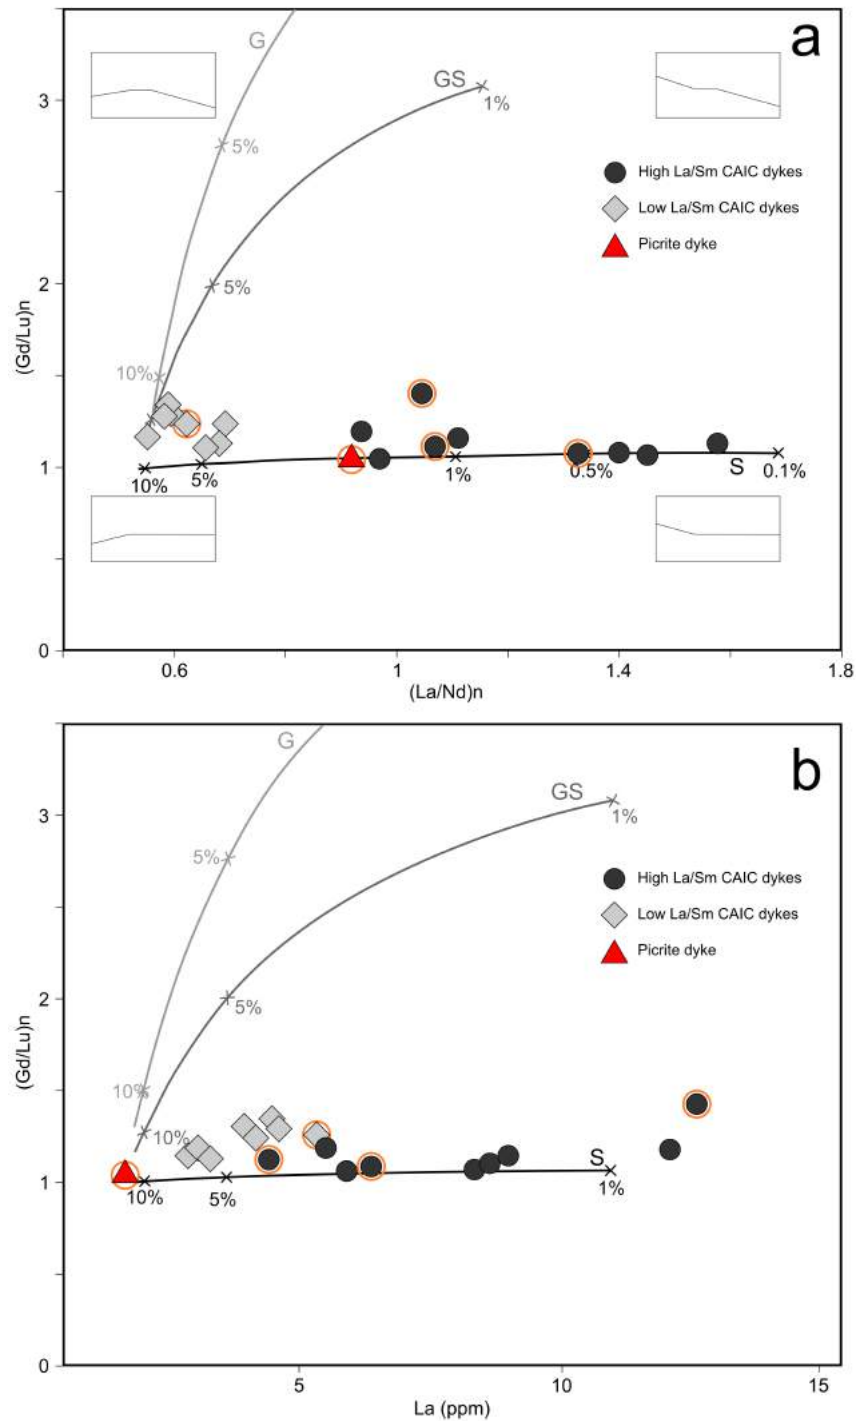 a
G
GS
3
1%
5%
High La/Sm CAIC dykes
Low La/Sm CAIC dykes
Picrite dyke
2
5%
(Gd/Lu)n
10%
1
10%
5%
1%
0.5%
S
0.1%
0
0.6
1
1.4
1.8
(La/Nd)n
b
G
GS
3
1%
5%
High La/Sm CAIC dykes
Low La/Sm CAIC dykes
Picrite dyke
2
5%
(Gd/Lu)n
10%
10%
1
10%
5%
S
1%
0
5
10
15
La (ppm)